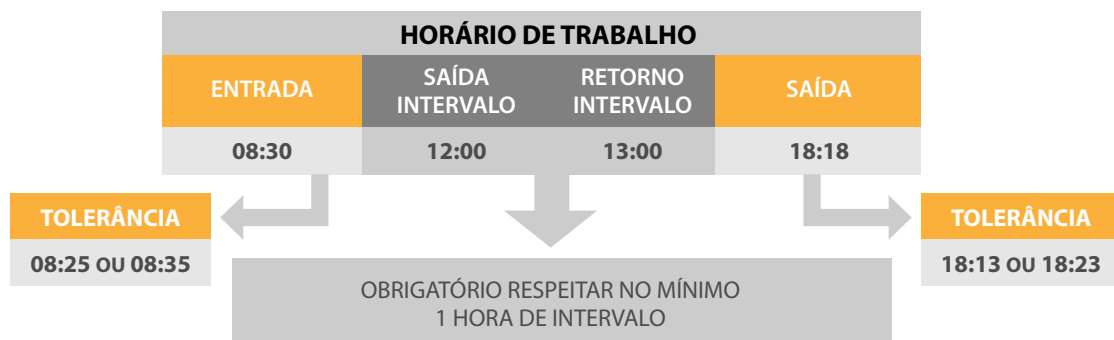 HORÁRIO DE TRABALHO
ENTRADA
SAÍDA
INTERVALO
RETORNO
INTERVALO
SAÍDA
08:30
12:00
13:00
18:18
TOLERÂNCIA
08:25 OU 08:35
TOLERÂNCIA
18:13 OU 18:23
OBRIGATÓRIO RESPEITAR NO MÍNIMO
1 HORA DE INTERVALO